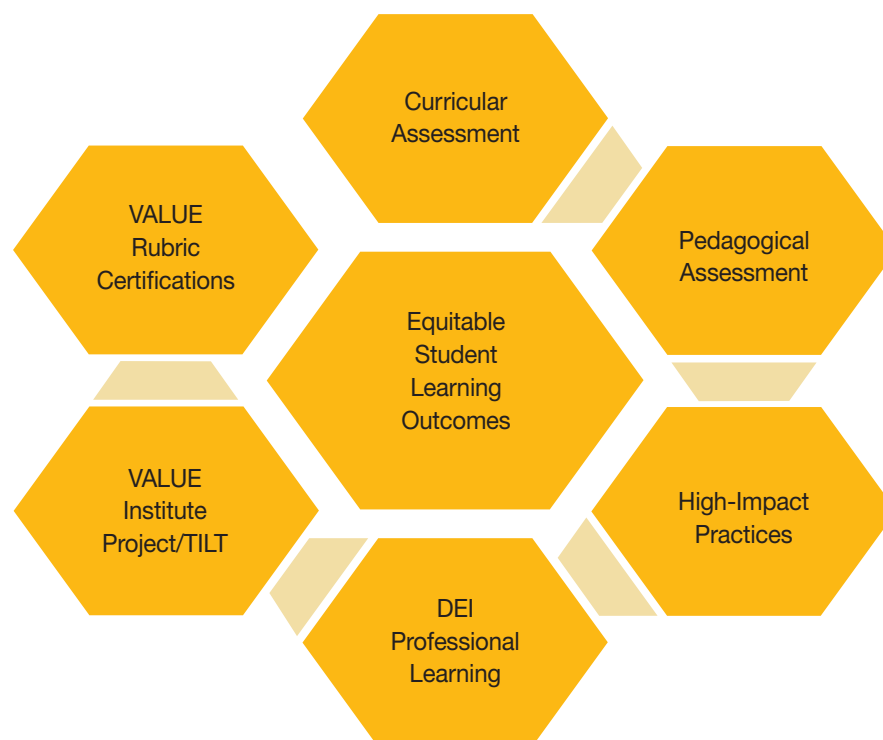 Curricular
Assessment
Pedagogical
Assessment
High-Impact
Practices
DEI
Professional
Learning
VALUE
Institute
Project/TILT
VALUE
Rubric
Certifications
Equitable
Student
Learning
Outcomes